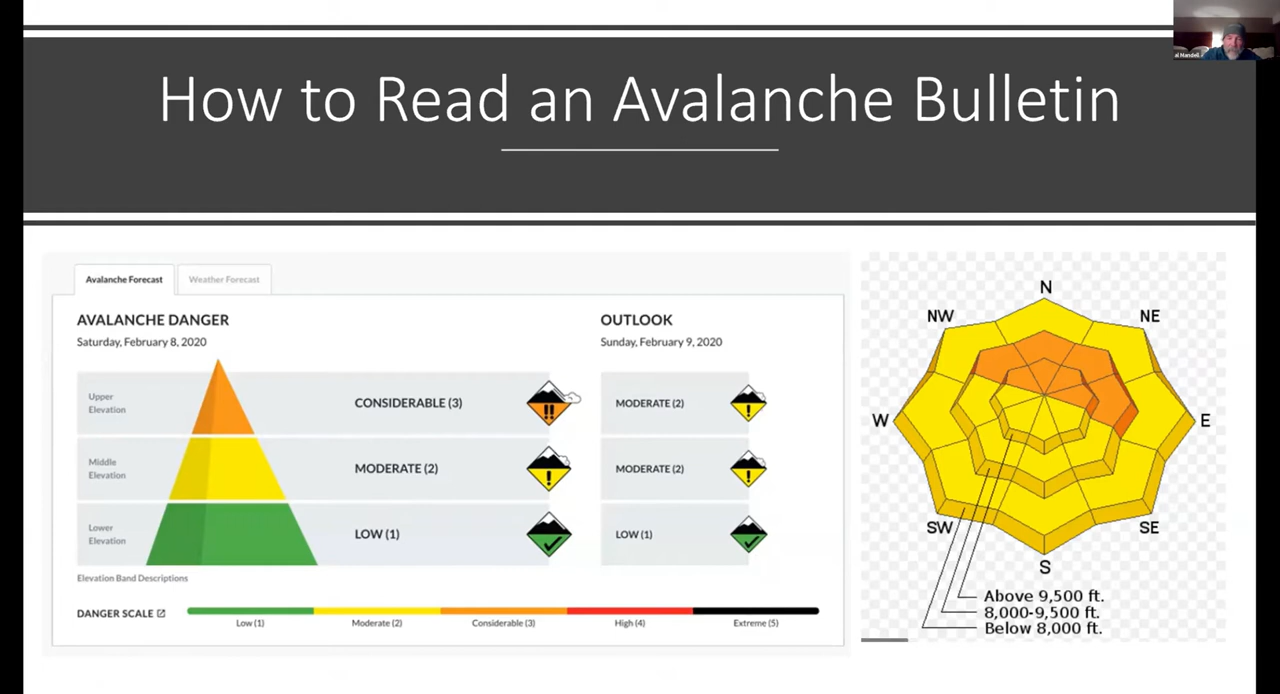 How to Read an Avalanche Bulletin
al Mandell
Avalanche Forecast
Weather Forecast
AVALANCHE DANGER
Saturday, February 8, 2020
OUTLOOK
Sunday, February 9, 2020
Upper
Elevation
CONSIDERABLE (3)
MODERATE (2)
Middle
Elevation
MODERATE (2)
MODERATE (2)
Lower
Elevation
LOW (1)
LOW (1)
Elevation Band Descriptions
DANGER SCALE
Low (1)
Moderate (2)
Considerable (3)
High (4)
Extreme (5)
N
NW
NE
W
E
SW
SE
S
Above 9,500 ft.
8,000-9,500 ft.
Below 8,000 ft.